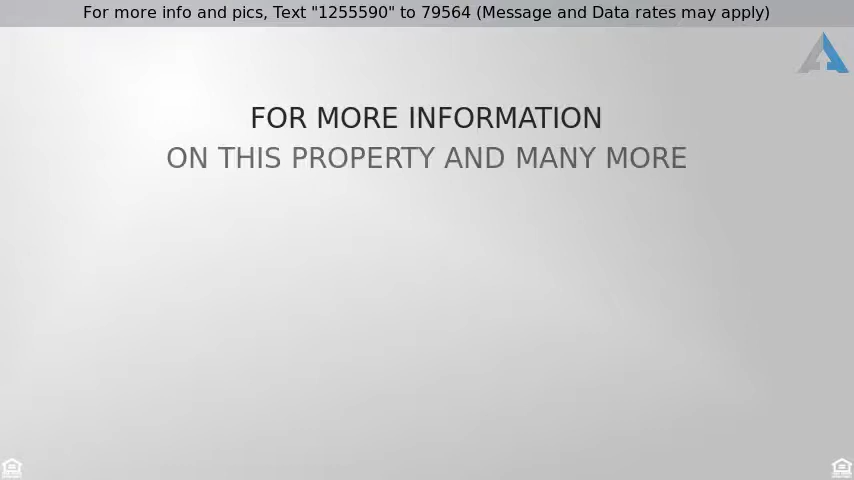 For more info and pics, Text "1255590" to 79564 (Message and Data rates may apply)
FOR MORE INFORMATION
ON THIS PROPERTY AND MANY MORE